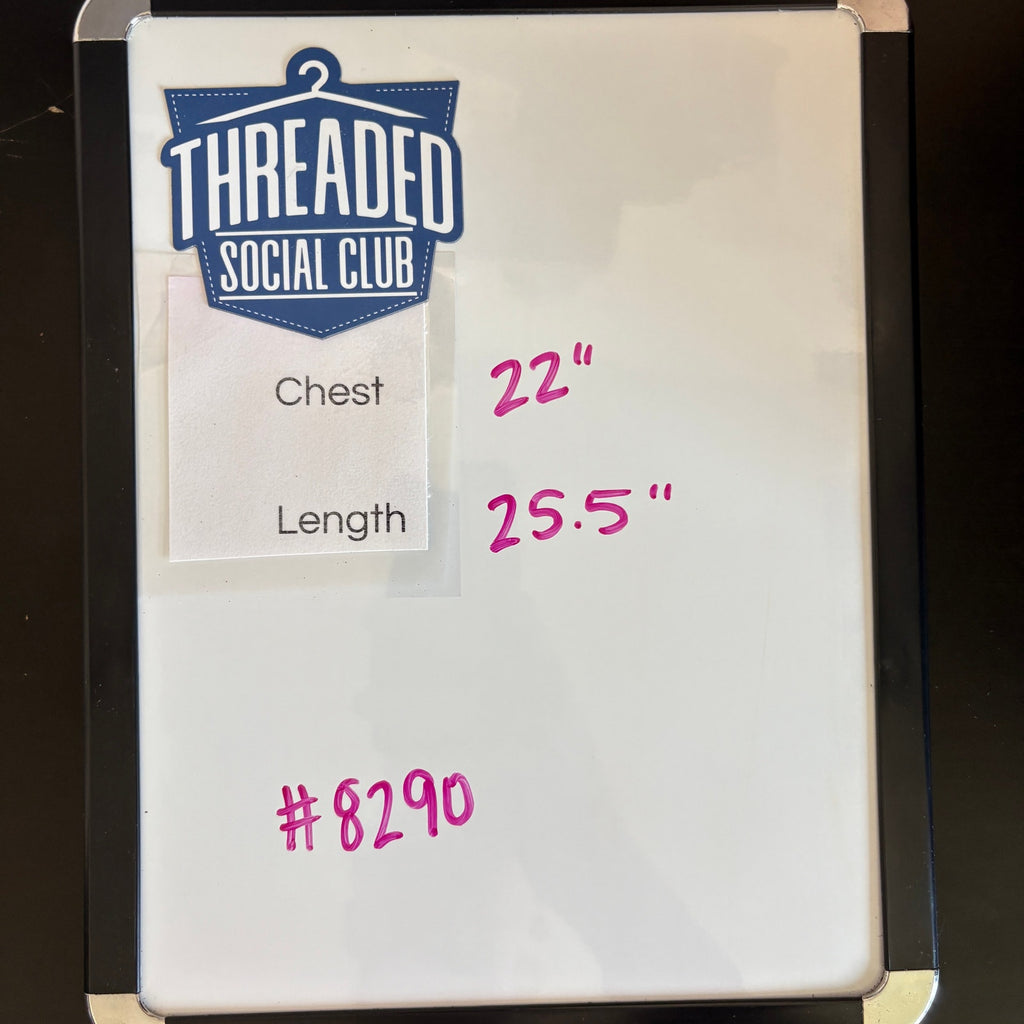 THREADED
SOCIAL CLUB
Chest 22"
Length 25.5"
#8290